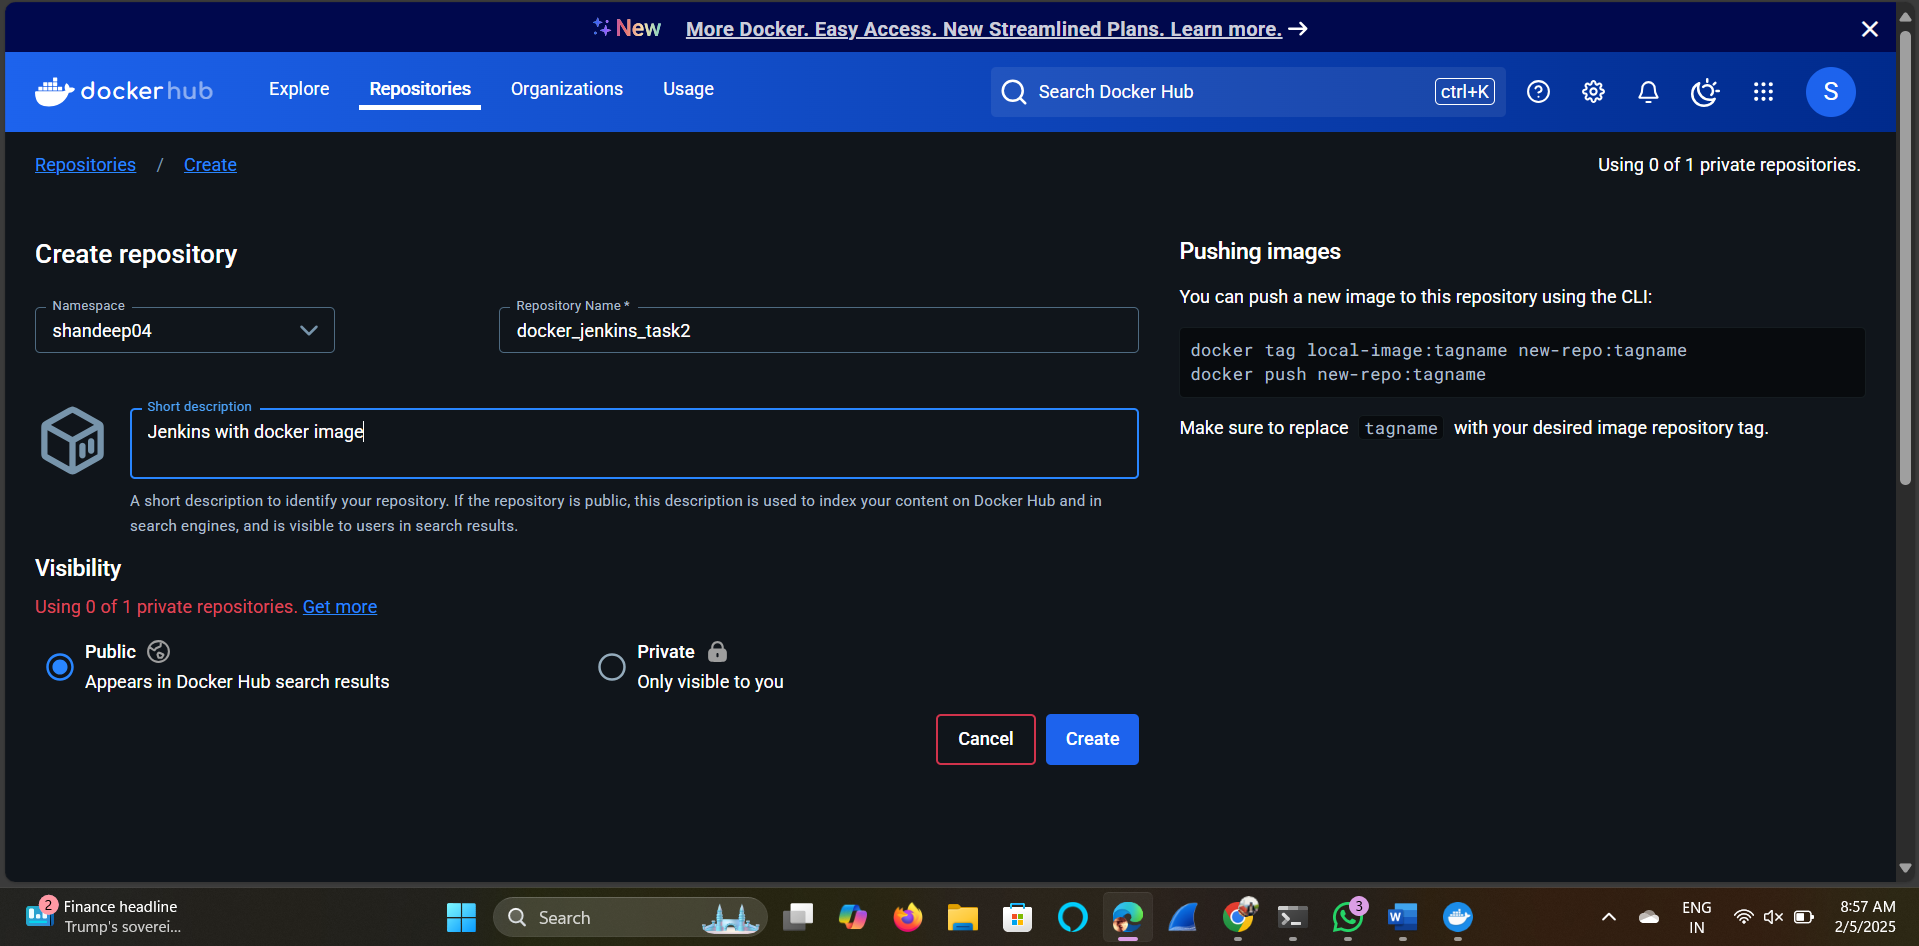 New More Docker. Easy Access. New Streamlined Plans. Learn more. →
docker hub
Explore
Repositories
Organizations
Usage
Search Docker Hub
ctrl+K
S
Repositories / Create
Using 0 of 1 private repositories.
Create repository
Namespace
shandeep04
Repository Name *
docker_jenkins_task2
Short description
Jenkins with docker image
A short description to identify your repository. If the repository is public, this description is used to index your content on Docker Hub and in
search engines, and is visible to users in search results.
Visibility
Using 0 of 1 private repositories. Get more
Public
Appears in Docker Hub search results
Private
Only visible to you
Cancel
Create
Pushing images
You can push a new image to this repository using the CLI:
docker tag local-image:tagname new-repo:tagname
docker push new-repo:tagname
Make sure to replace tagname with your desired image repository tag.
2
Finance headline
Trump's soverei...
Search
3
W
ENG
IN
8:57 AM
2/5/2025